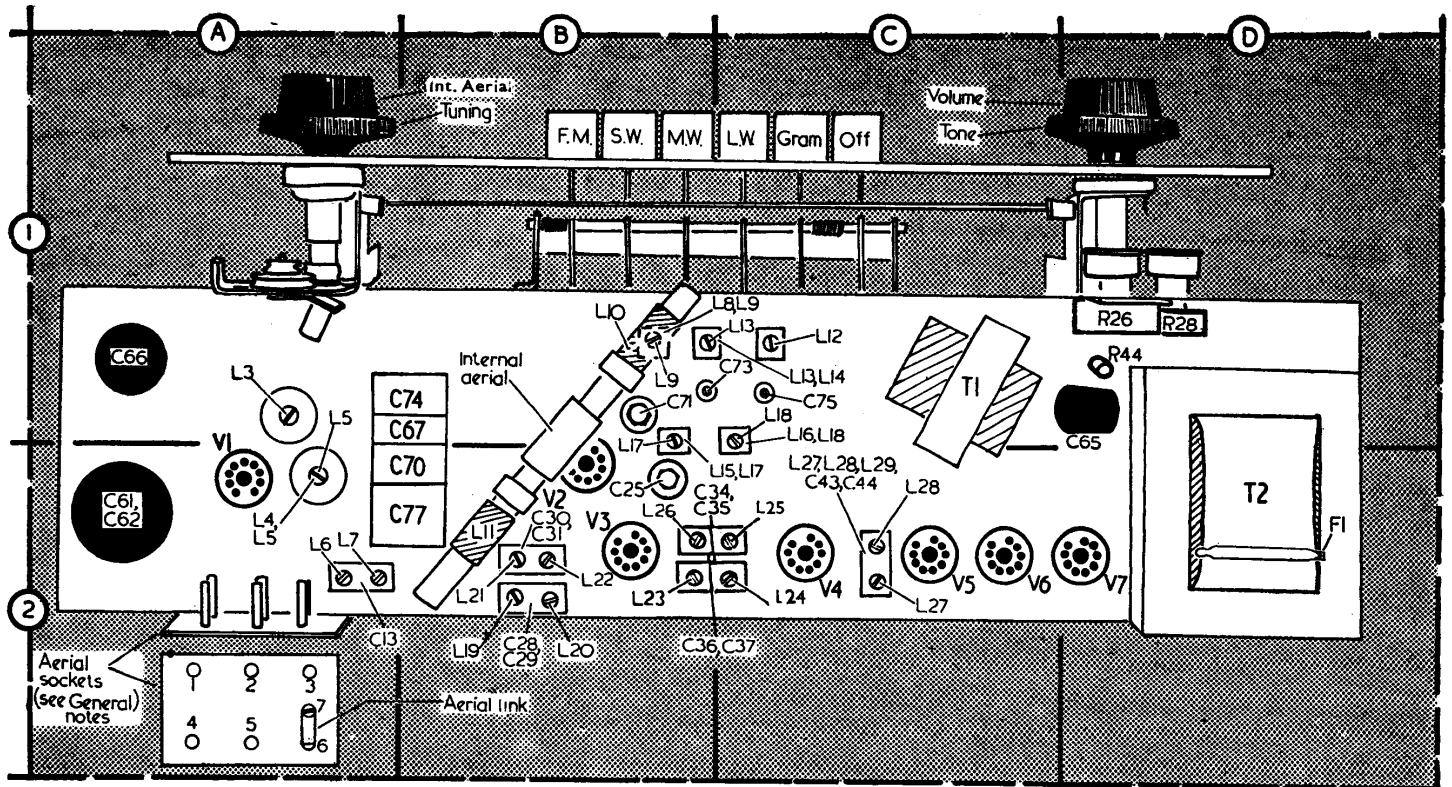 A
B
C
D
1
2
Int. Aerial
Tuning
F.M.
S.W.
M.W.
L.W.
Gram
Off
Volume
Tone
R26
R28
R44
C66
L3
L5
C74
C67
C70
C77
Internal
aerial
L10
L8,L9
L9
L13
L12
L13,L14
C73
C71
C75
T1
C65
L17
L18
L16,L18
L15,L17
V1
C61,
C62
L4,
L5
L6
L7
C13
L11
V2
C25
C30,
C31
V3
L26
C34,
C35
L25
L27,L28,L29,
C43,C44
L28
T2
F1
L21
L22
L23
L24
V4
L27
V5
V6
V7
L19
C28,
C29
L20
C36,C37
Aerial
sockets
(see General)
notes
1
2
3
4
5
7
6
Aerial link